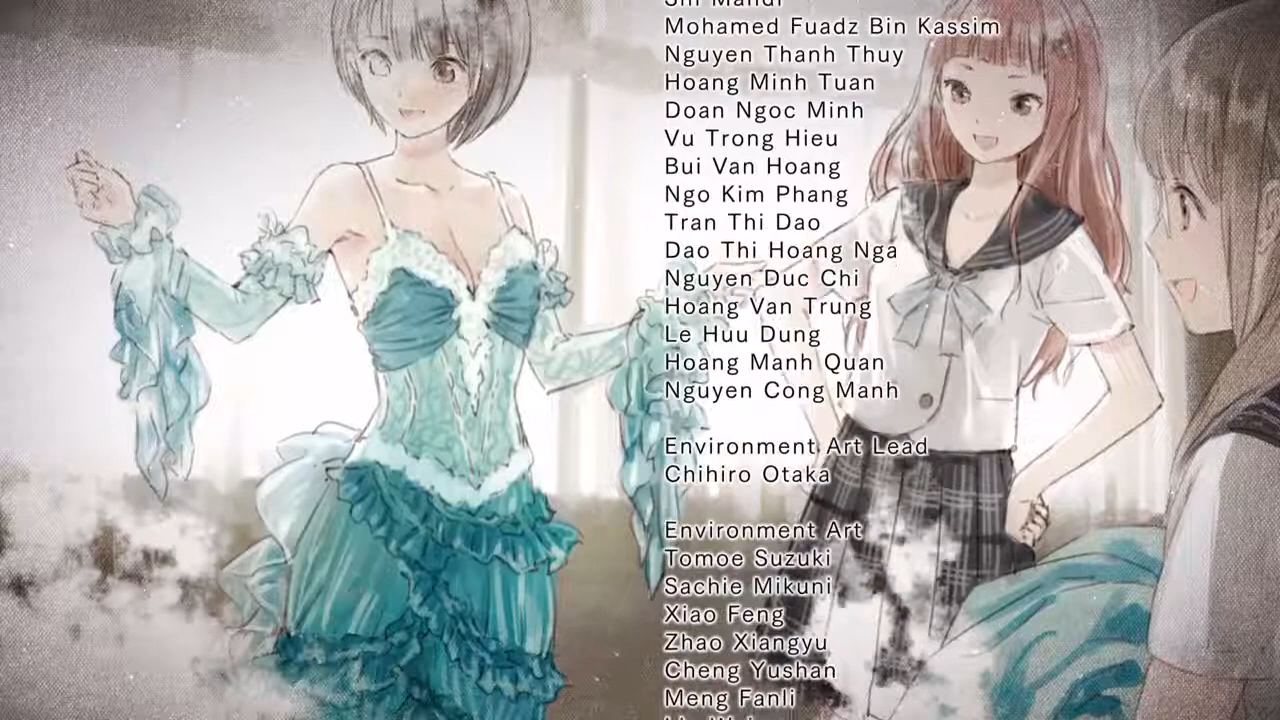 Mohamed Fuadz Bin Kassim
Nguyen Thanh Thuy
Hoang Minh Tuan
Doan Ngoc Minh
Vu Trong Hieu
Bui Van Hoang
Ngo Kim Phang
Tran Thi Dao
Dao Thi Hoang Nga
Nguyen Duc Chi
Hoang Van Trung
Le Huu Dung
Hoang Manh Quan
Nguyen Cong Manh
Environment Art Lead
Chihiro Otaka
Environment Art
Tomoe Suzuki
Sachie Mikuni
Xiao Feng
Zhao Xiangyu
Cheng Yushan
Meng Fanli